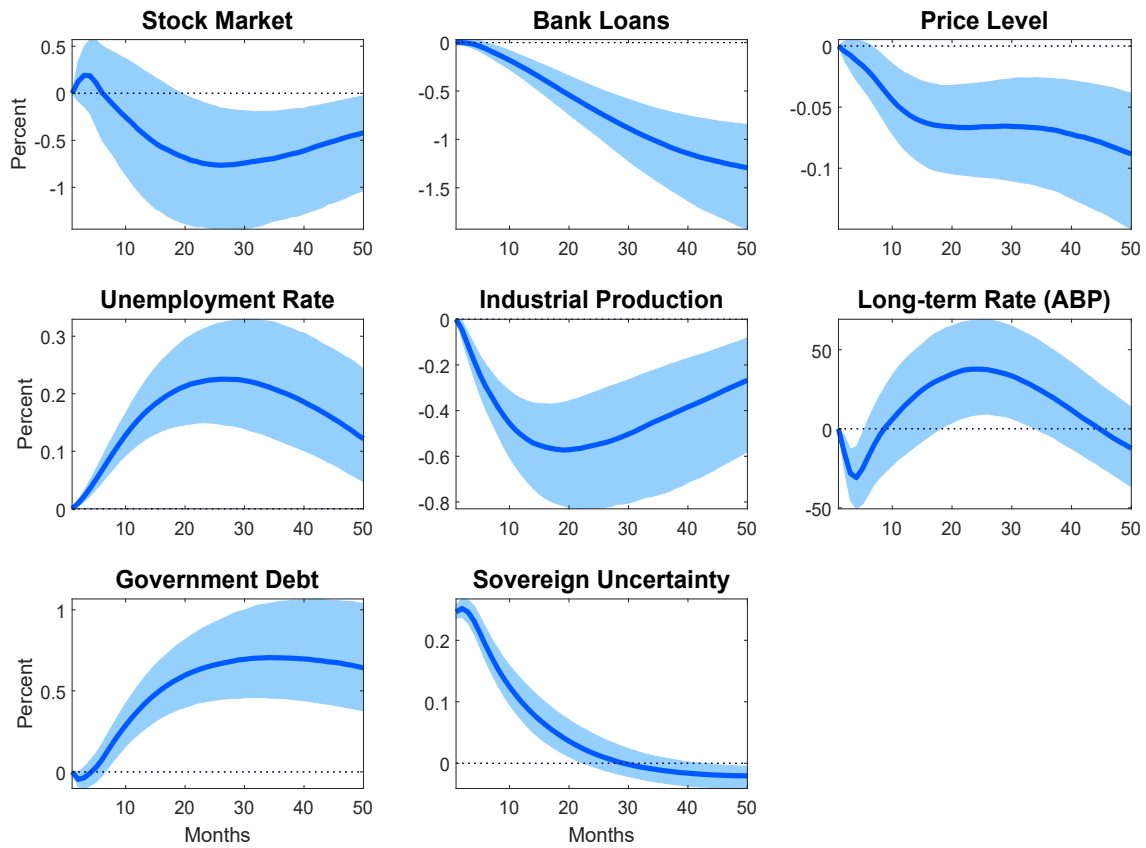 Stock Market
Bank Loans
Price Level
Percent
0.5
0
-0.5
-1
10 20 30 40 50
0
-0.5
-1
-1.5
10 20 30 40 50
0
-0.05
-0.1
10 20 30 40 50
Unemployment Rate
Industrial Production
Long-term Rate (ABP)
Percent
0.3
0.2
0.1
0
10 20 30 40 50
0
-0.2
-0.4
-0.6
-0.8
10 20 30 40 50
50
0
-50
10 20 30 40 50
Government Debt
Sovereign Uncertainty
Percent
1
0.5
0
10 20 30 40 50
Months
0.2
0.1
0
10 20 30 40 50
Months